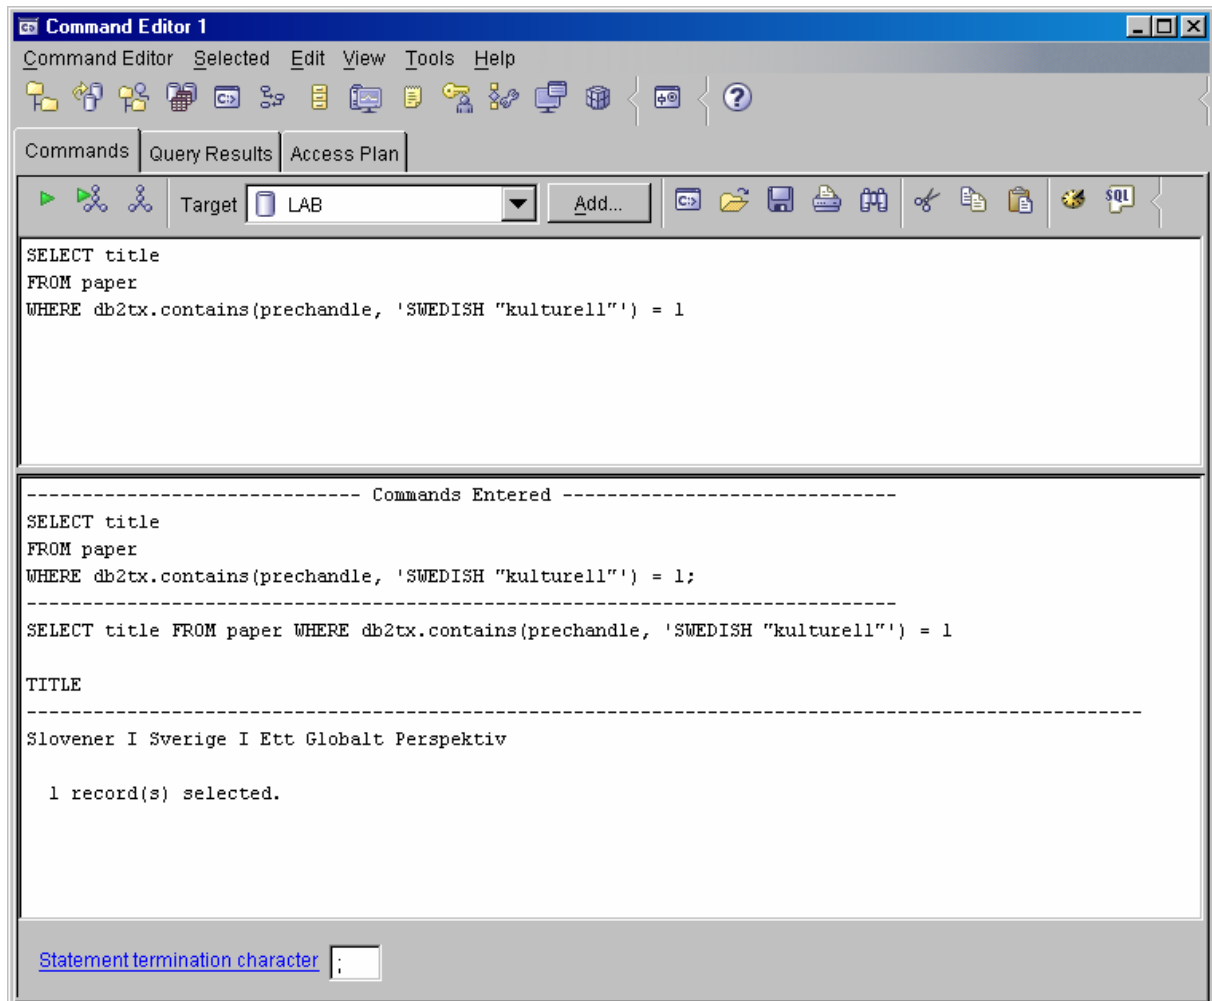 Command Editor 1
Command Editor Selected Edit View Tools Help
Commands Query Results Access Plan
Target LAB Add... SQL
SELECT title
FROM paper
WHERE db2tx.contains(prechandle, 'SWEDISH "kulturell"') = 1
------------------------------ Commands Entered ------------------------------
SELECT title
FROM paper
WHERE db2tx.contains(prechandle, 'SWEDISH "kulturell"') = 1;
------------------------------------------------------------------------------
SELECT title FROM paper WHERE db2tx.contains(prechandle, 'SWEDISH "kulturell"') = 1
TITLE
----------------------------------------------------------------------------------------------------
Slovener I Sverige I Ett Globalt Perspektiv
1 record(s) selected.
Statement termination character ;